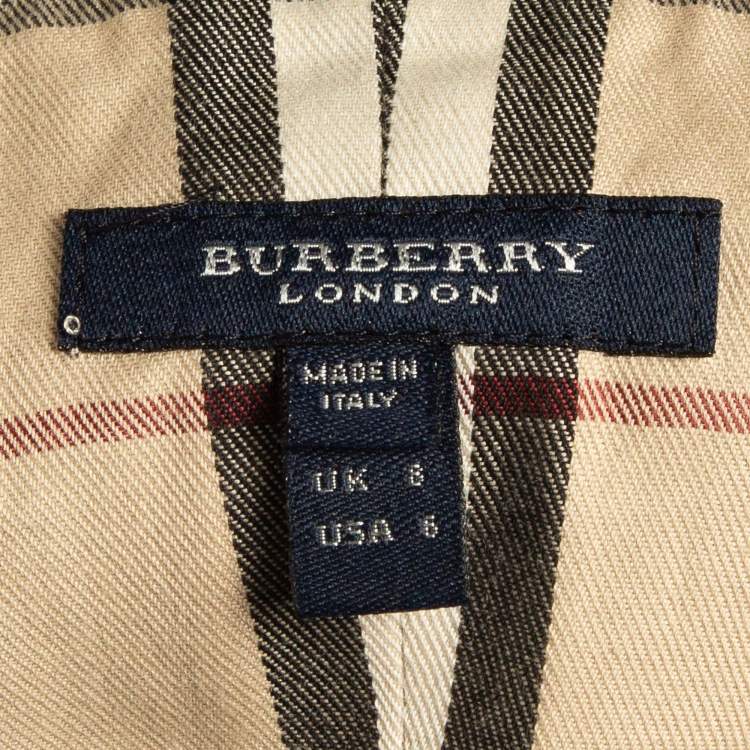 BURBERRY
LONDON
MADE IN
ITALY
UK 8
USA 6